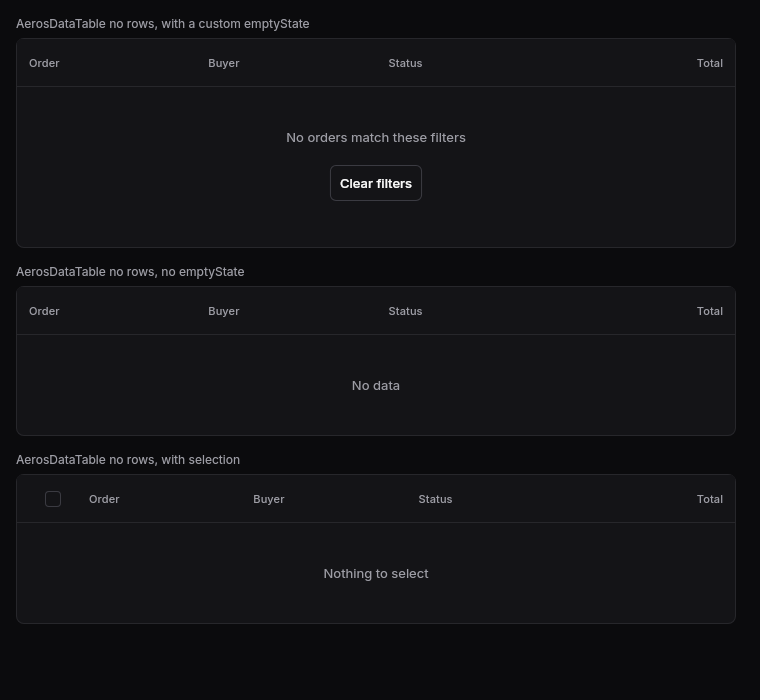 AerosDataTable no rows, with a custom emptyState
Order Buyer Status Total
No orders match these filters
Clear filters
AerosDataTable no rows, no emptyState
Order Buyer Status Total
No data
AerosDataTable no rows, with selection
Order Buyer Status Total
Nothing to select